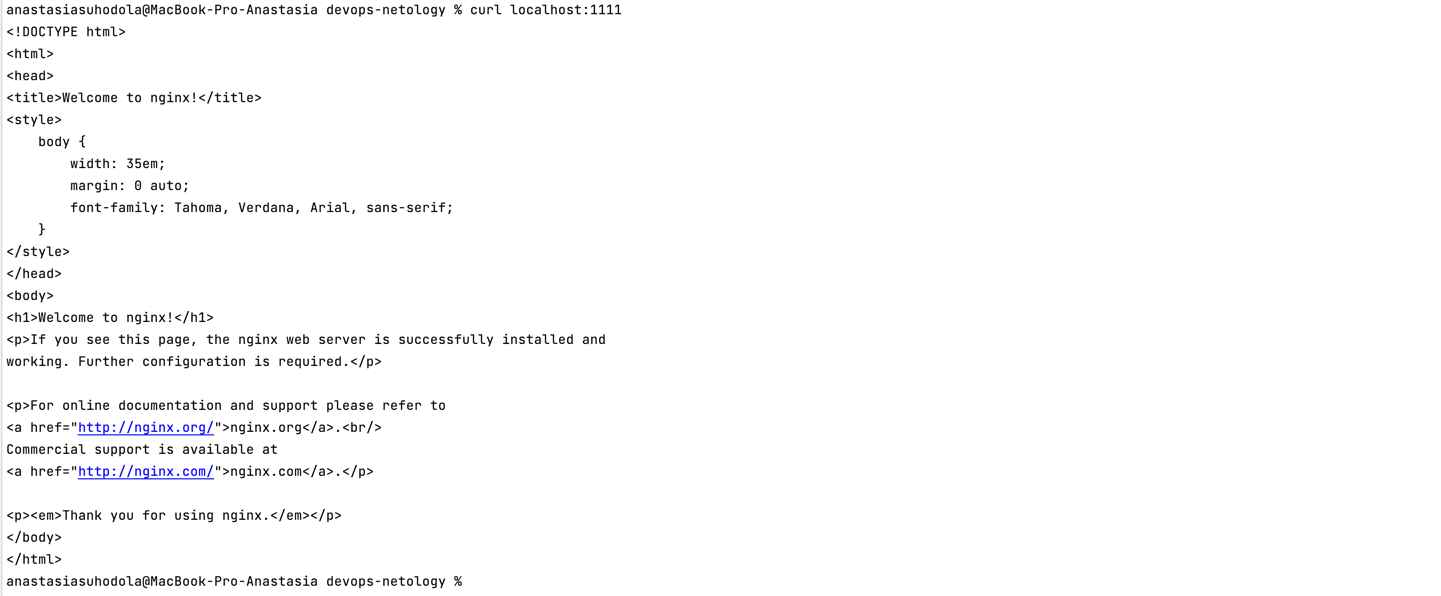 anastasiasuhodola@MacBook-Pro-Anastasia devops-netology % curl localhost:1111
<!DOCTYPE html>
<html>
<head>
<title>Welcome to nginx!</title>
<style>
    body {
        width: 35em;
        margin: 0 auto;
        font-family: Tahoma, Verdana, Arial, sans-serif;
    }
</style>
</head>
<body>
<h1>Welcome to nginx!</h1>
<p>If you see this page, the nginx web server is successfully installed and
working. Further configuration is required.</p>

<p>For online documentation and support please refer to
<a href="http://nginx.org/">nginx.org</a>.<br/>
Commercial support is available at
<a href="http://nginx.com/">nginx.com</a>.</p>

<p><em>Thank you for using nginx.</em></p>
</body>
</html>
anastasiasuhodola@MacBook-Pro-Anastasia devops-netology %